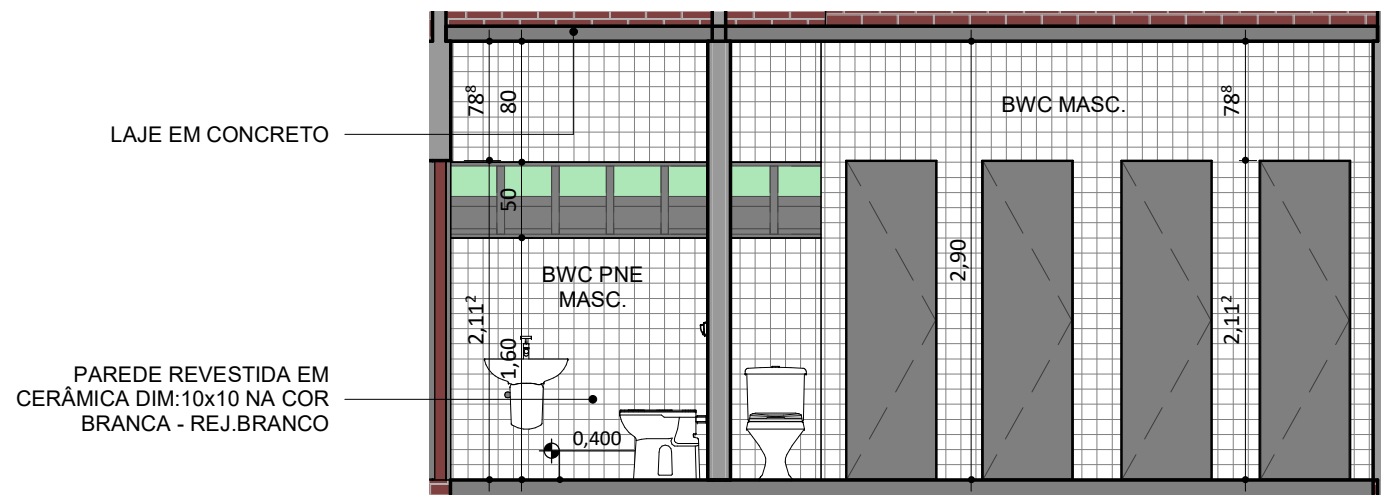 78⁸
80
BWC MASC.
78⁸
LAJE EM CONCRETO
50
2,90
BWC PNE
MASC.
2,11²
1,60
2,11²
PAREDE REVESTIDA EM
CERÂMICA DIM:10x10 NA COR
BRANCA - REJ.BRANCO
0,400